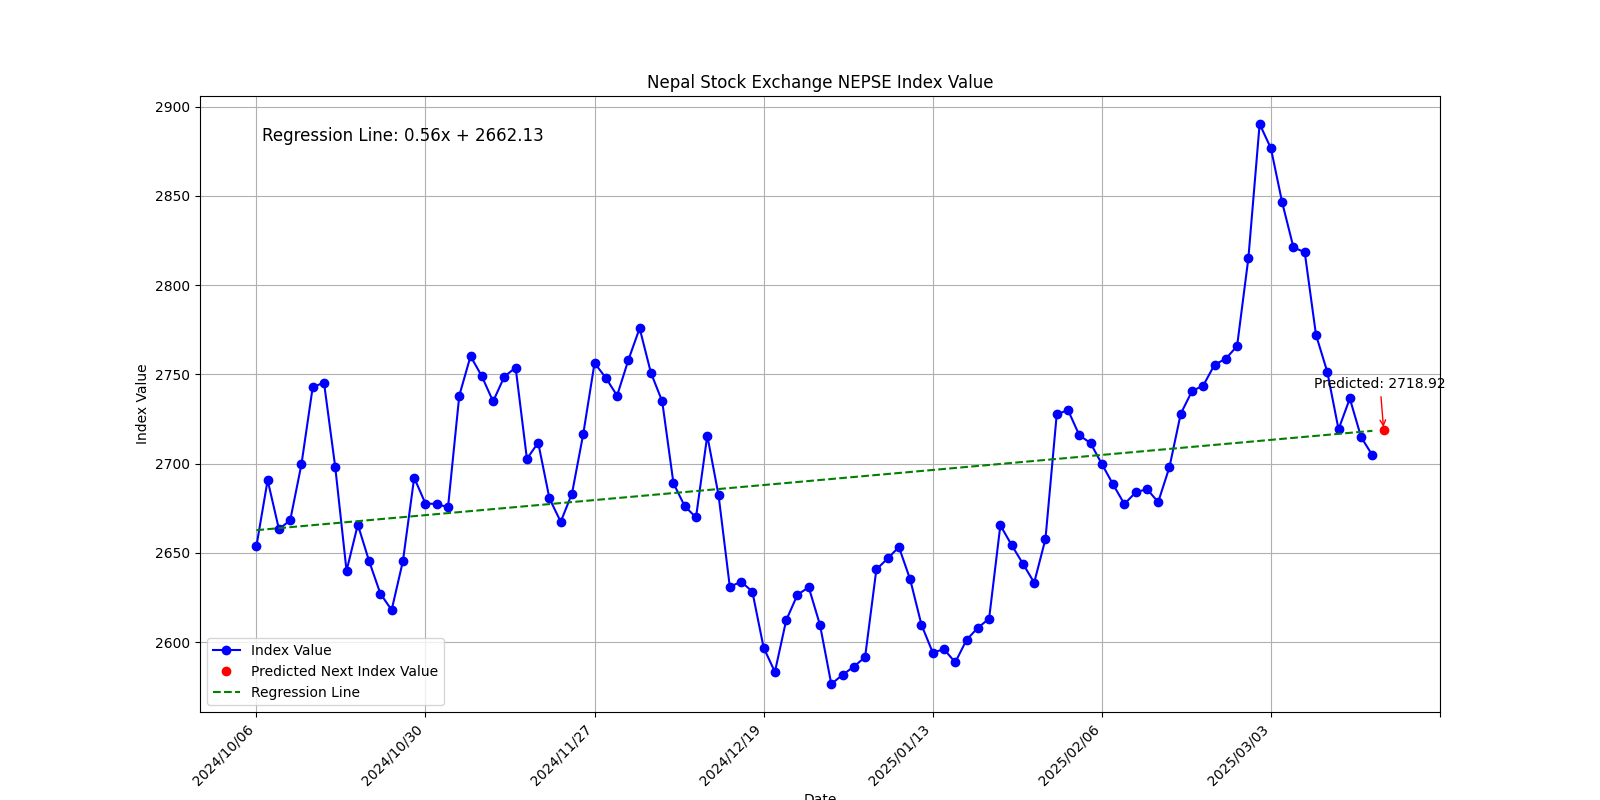 Nepal Stock Exchange NEPSE Index Value
2900
2850
2800
2750
2700
2650
2600
Index Value
Regression Line: 0.56x + 2662.13
Predicted: 2718.92
Index Value
Predicted Next Index Value
Regression Line
2024/10/06
2024/10/30
2024/11/27
2024/12/19
2025/01/13
2025/02/06
2025/03/03
Date